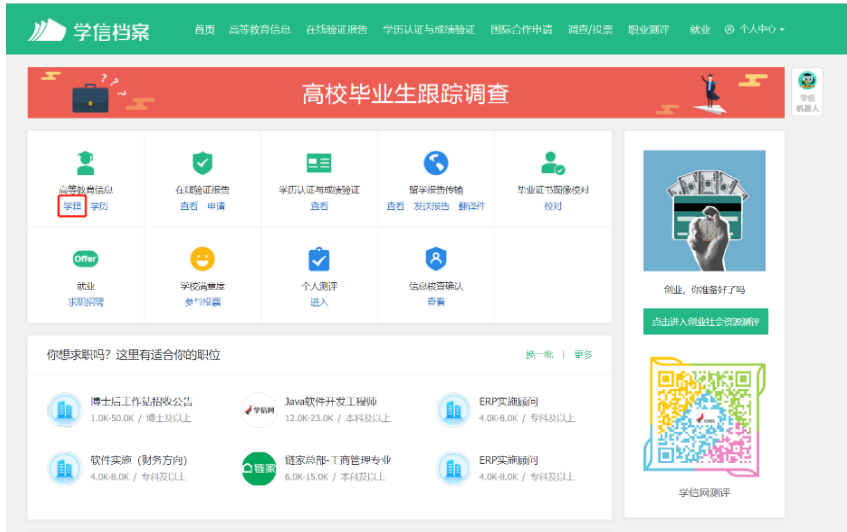 学信档案
首页 高等教育信息 在线验证报告 学历认证与成绩验证 国际合作申请 调查/投票 职业测评 就业 个人中心
高校毕业生跟踪调查
学信
机器人
高等教育信息
学籍 学历
在线验证报告
查看 申请
学历认证与成绩验证
查看
留学报告传输
查看 发送报告 翻译件
毕业证书图像校对
校对
Offer
就业
求职招聘
学校满意度
参与投票
个人测评
进入
信息核查确认
查看
创业，你准备好了吗
点击进入创业社会资源测评
你想求职吗？这里有适合你的职位
换一批 | 更多
博士后工作站招收公告
1.0K-50.0K / 博士及以上
学信网
Java软件开发工程师
12.0K-23.0K / 本科及以上
ERP实施顾问
4.0K-8.0K / 专科及以上
软件实施（财务方向）
4.0K-8.0K / 专科及以上
链家
链家总部-工商管理专业
6.0K-15.0K / 本科及以上
ERP实施顾问
4.0K-8.0K / 专科及以上
学信网测评